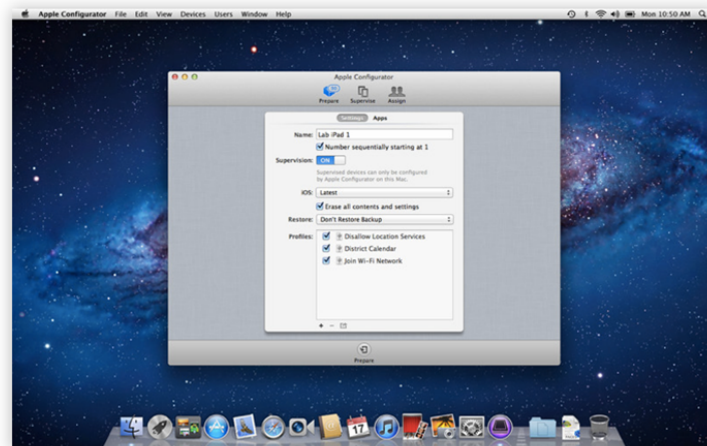 Apple Configurator File Edit View Devices Users Window Help Mon 10:50 AM
Apple Configurator
Prepare Supervise Assign
Settings Apps
Name: Lab iPad 1
Number sequentially starting at 1
Supervision: ON
Supervised devices can only be configured
by Apple Configurator on this Mac.
iOS: Latest
Erase all contents and settings
Restore: Don't Restore Backup
Profiles: Disallow Location Services
District Calendar
Join Wi-Fi Network
Prepare
17